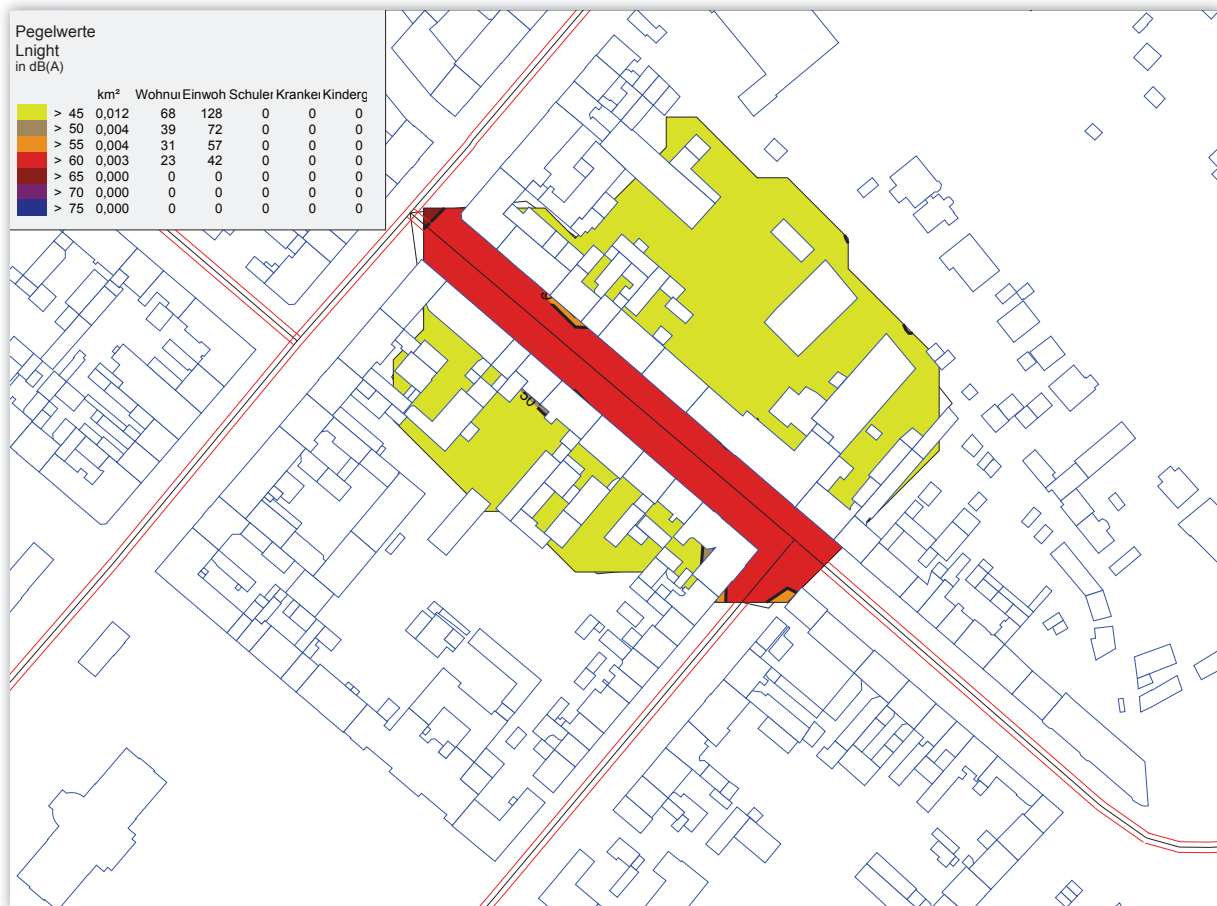 Pegelwerte
Lnight
in dB(A)
km² Wohnur Einwoh Schuler Kranker Kinderg
> 45 0,012 68 128 0 0 0
> 50 0,004 39 72 0 0 0
> 55 0,004 31 57 0 0 0
> 60 0,003 23 42 0 0 0
> 65 0,000 0 0 0 0 0
> 70 0,000 0 0 0 0 0
> 75 0,000 0 0 0 0 0
50